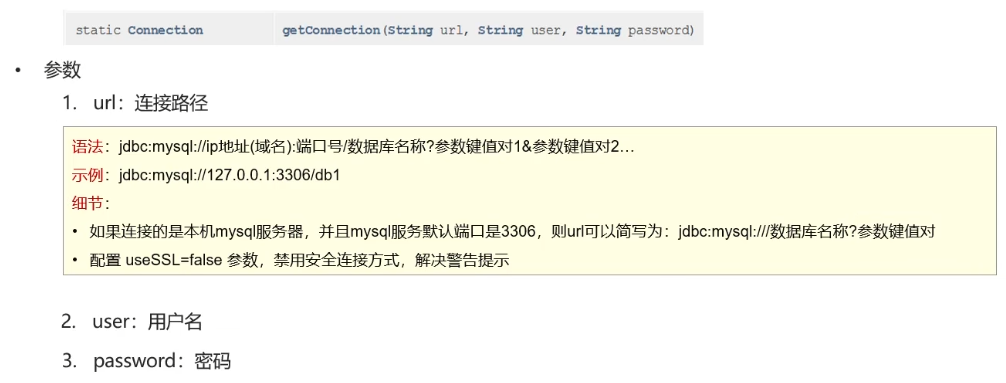 static Connection getConnection(String url, String user, String password)
• 参数
1. url：连接路径
语法：jdbc:mysql://ip地址(域名):端口号/数据库名称?参数键值对1&参数键值对2…
示例：jdbc:mysql://127.0.0.1:3306/db1
细节：
• 如果连接的是本机mysql服务器，并且mysql服务默认端口是3306，则url可以简写为：jdbc:mysql:///数据库名称?参数键值对
• 配置 useSSL=false 参数，禁用安全连接方式，解决警告提示
2. user：用户名
3. password：密码